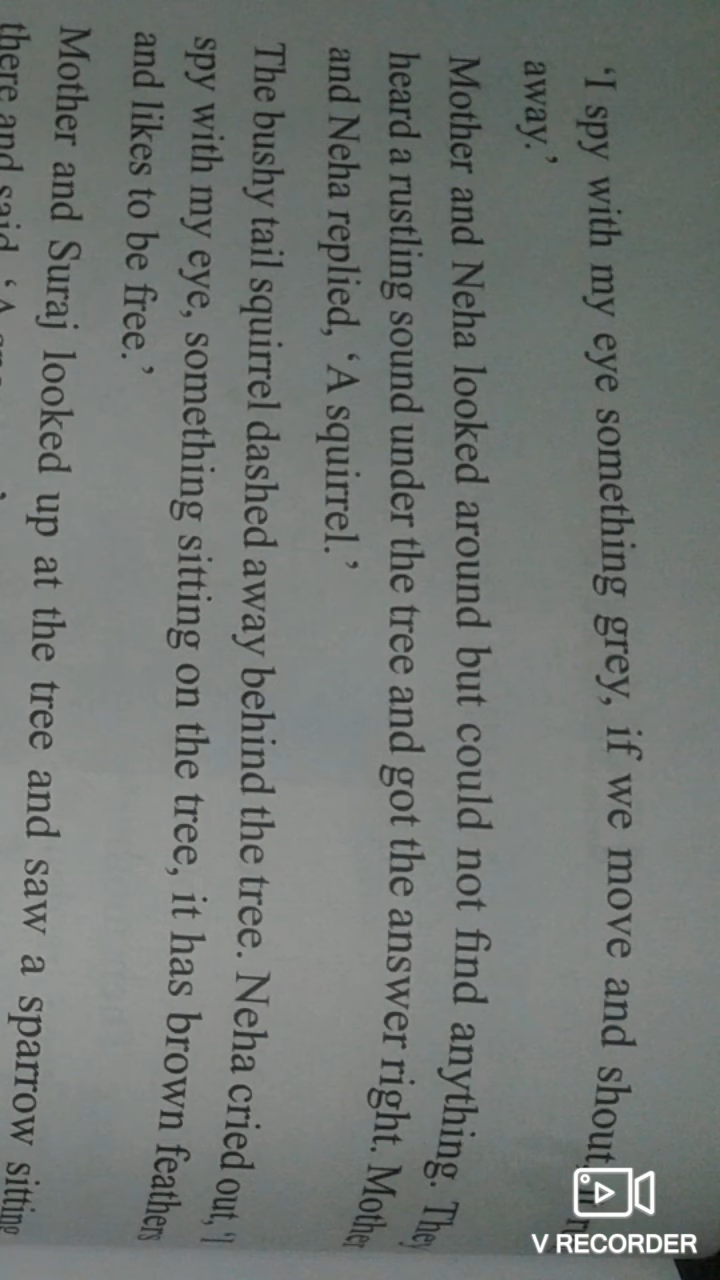 ‘I spy with my eye something grey, if we move and shout,
away.’
Mother and Neha looked around but could not find anything. They
heard a rustling sound under the tree and got the answer right. Mother
and Neha replied, ‘A squirrel.’
The bushy tail squirrel dashed away behind the tree. Neha cried out, ‘I
spy with my eye, something sitting on the tree, it has brown feathers
and likes to be free.’
Mother and Suraj looked up at the tree and saw a sparrow sitting
there and said, ‘A
V RECORDER